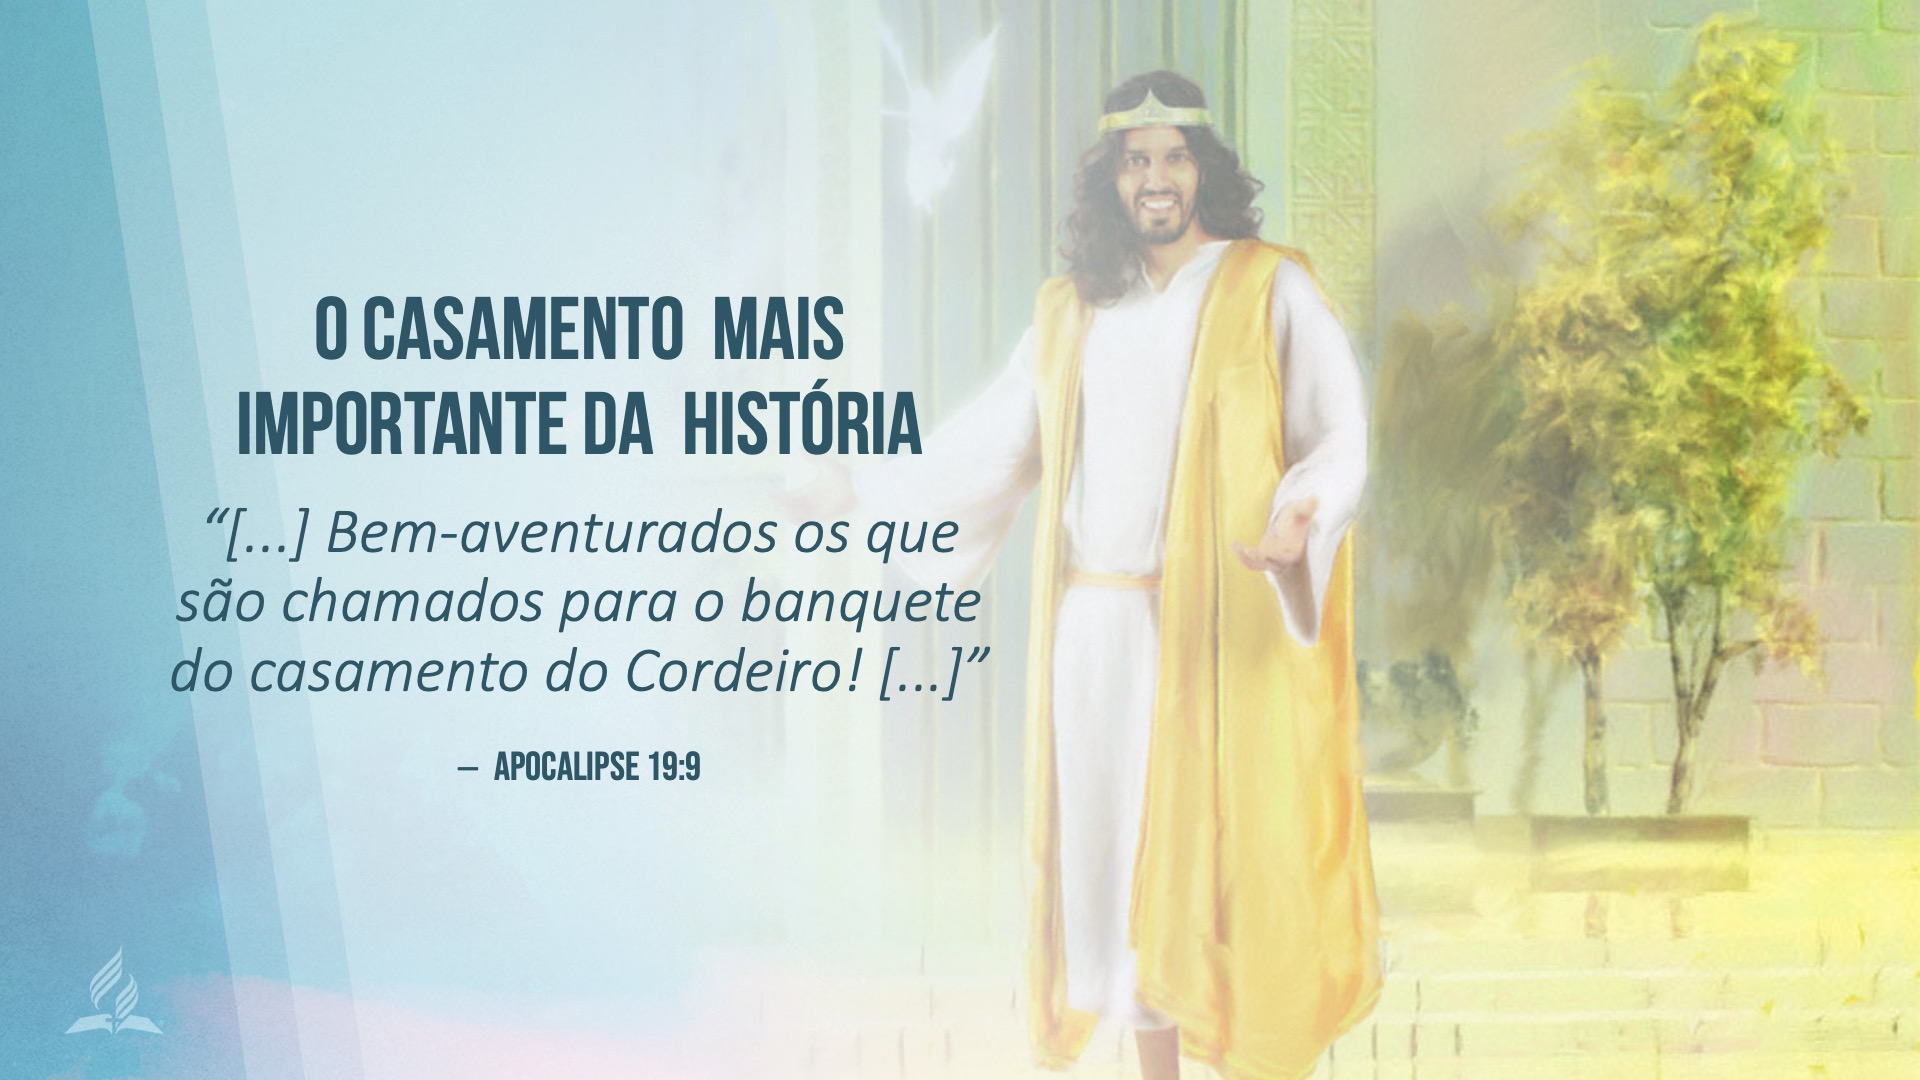 O CASAMENTO MAIS
IMPORTANTE DA HISTÓRIA
“[...] Bem-aventurados os que
são chamados para o banquete
do casamento do Cordeiro! [...]”
– APOCALIPSE 19:9